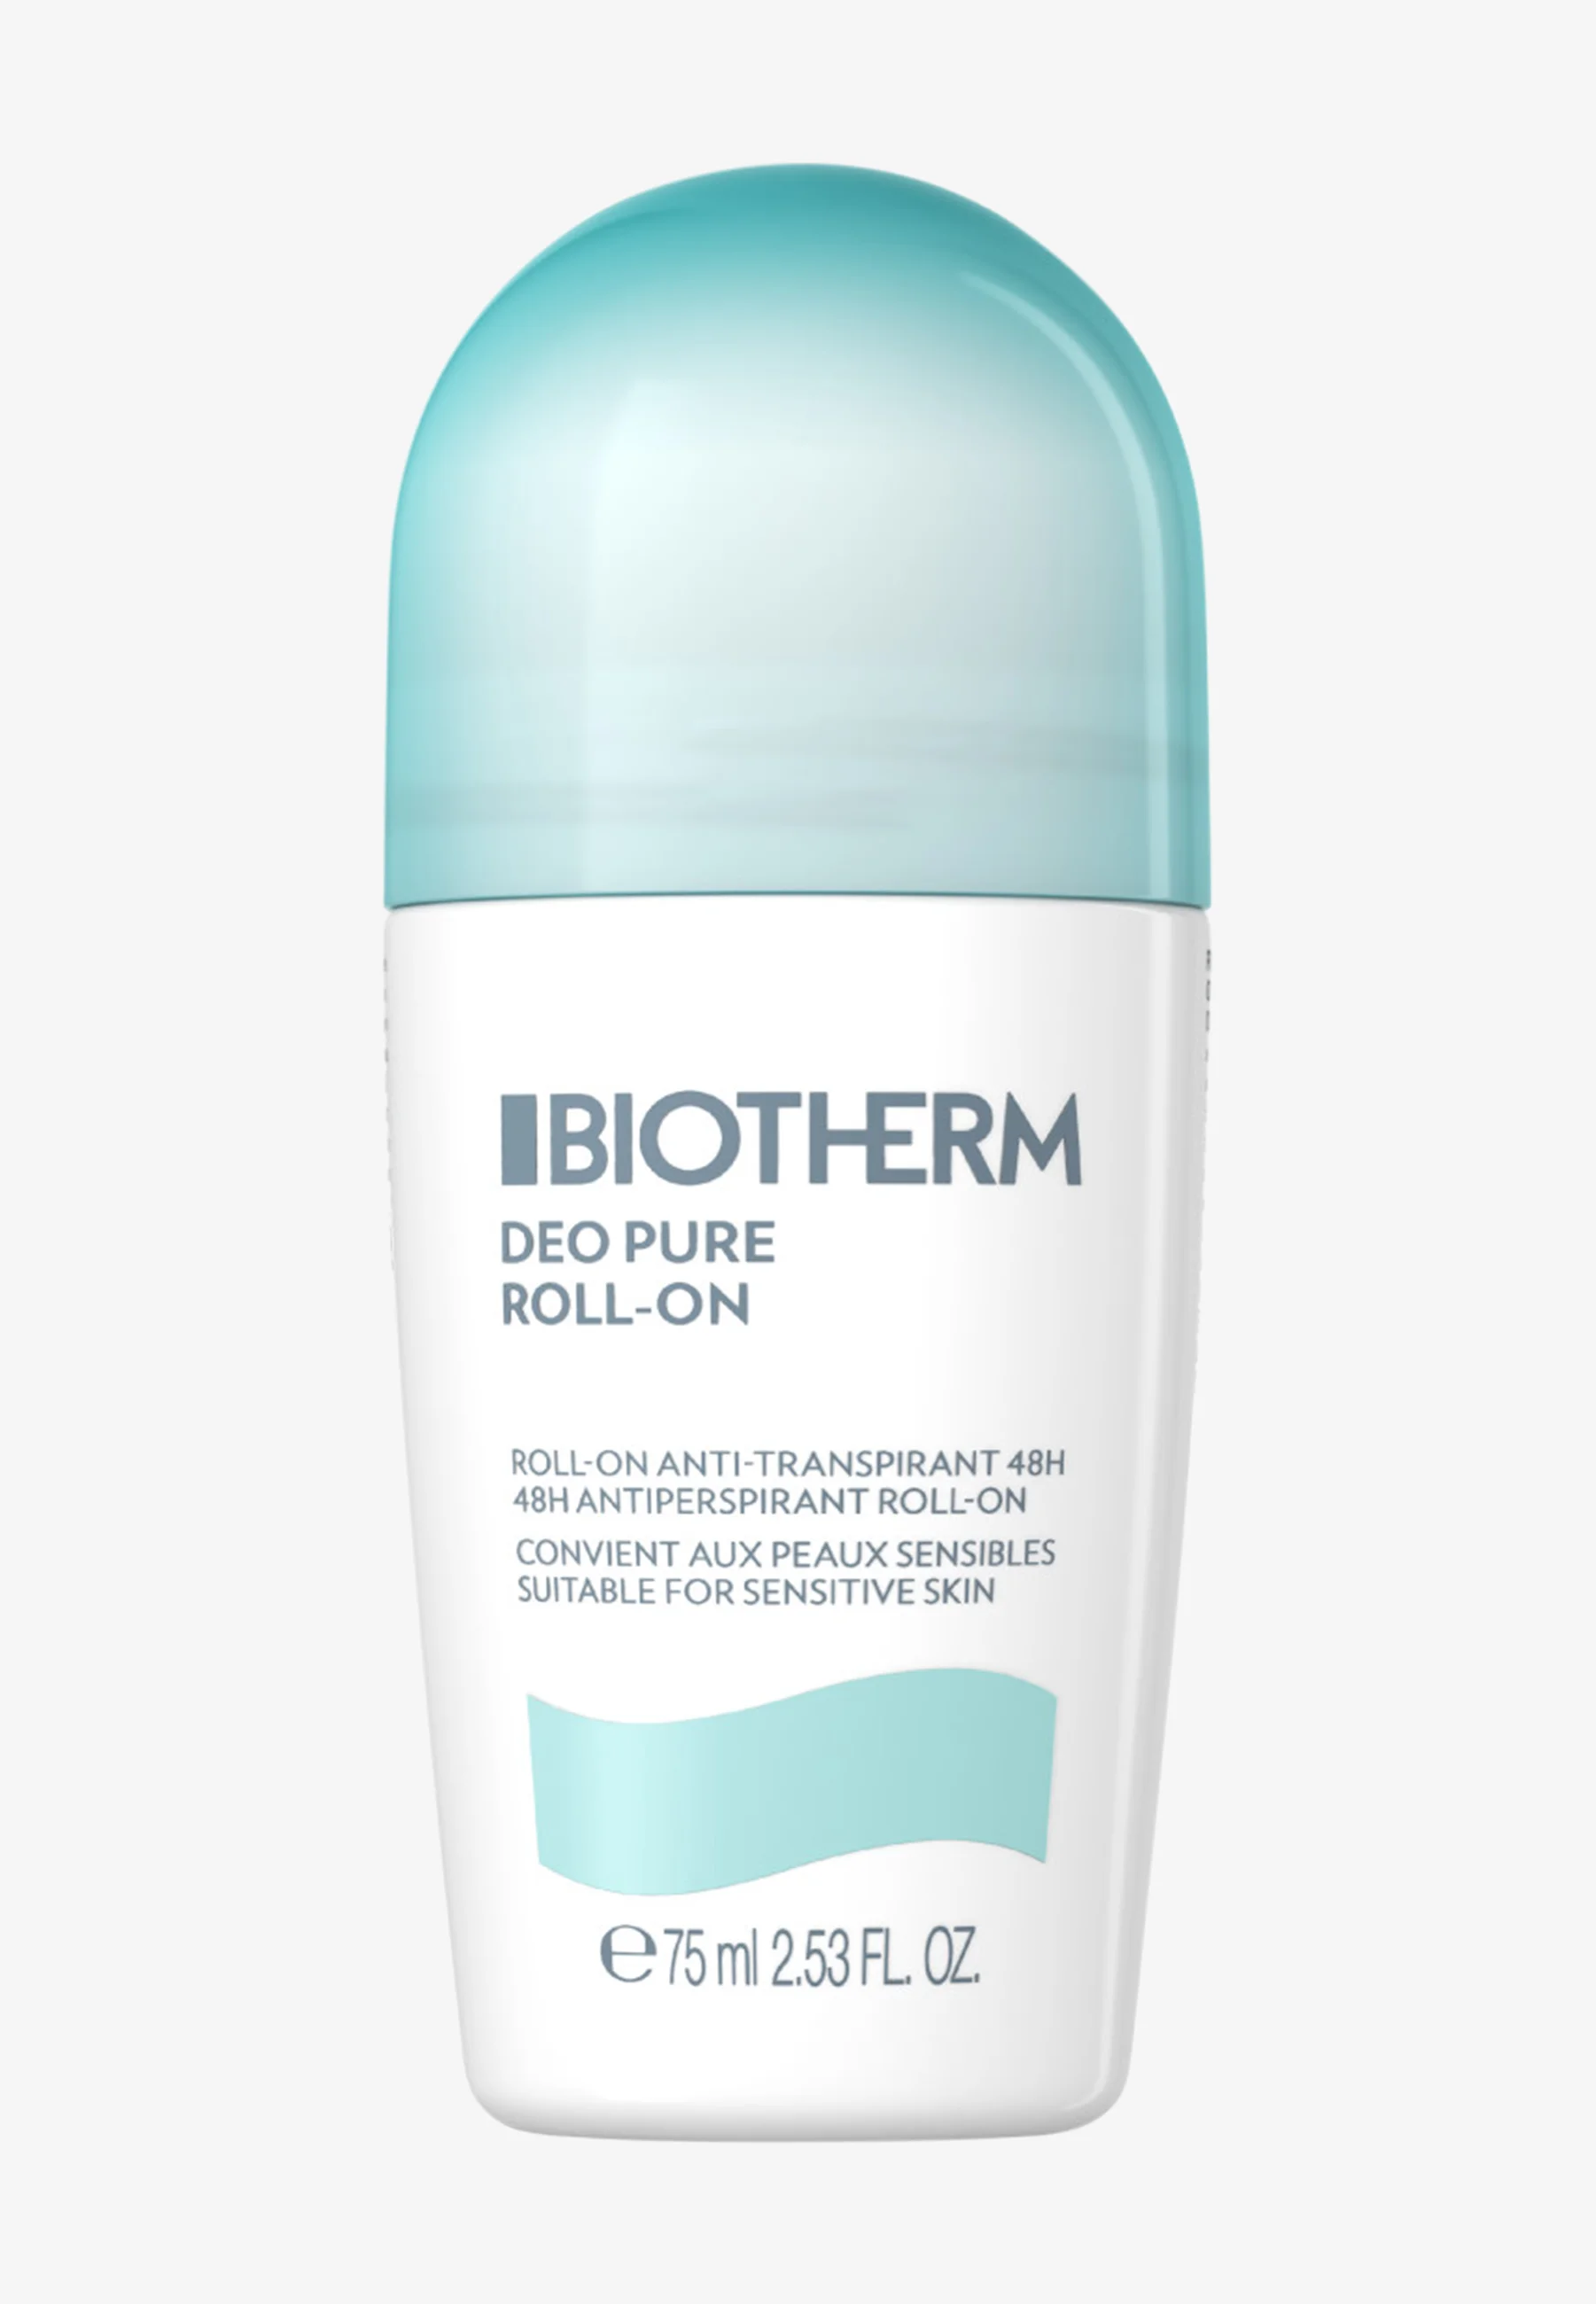 BIOTHERM
DEO PURE
ROLL-ON
ROLL-ON ANTI-TRANSPIRANT 48H
48H ANTIPERSPIRANT ROLL-ON
CONVIENT AUX PEAUX SENSIBLES
SUITABLE FOR SENSITIVE SKIN
℮ 75 ml 2.53 FL. OZ.